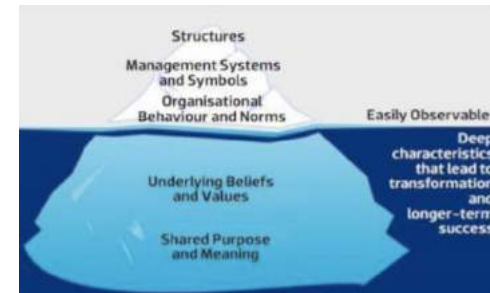 Structures
Management Systems
and Symbols
Organisational
Behaviour and Norms
Easily Observable
Deep
characteristics
that lead to
transformation
and
longer-term
success
Underlying Beliefs
and Values
Shared Purpose
and Meaning